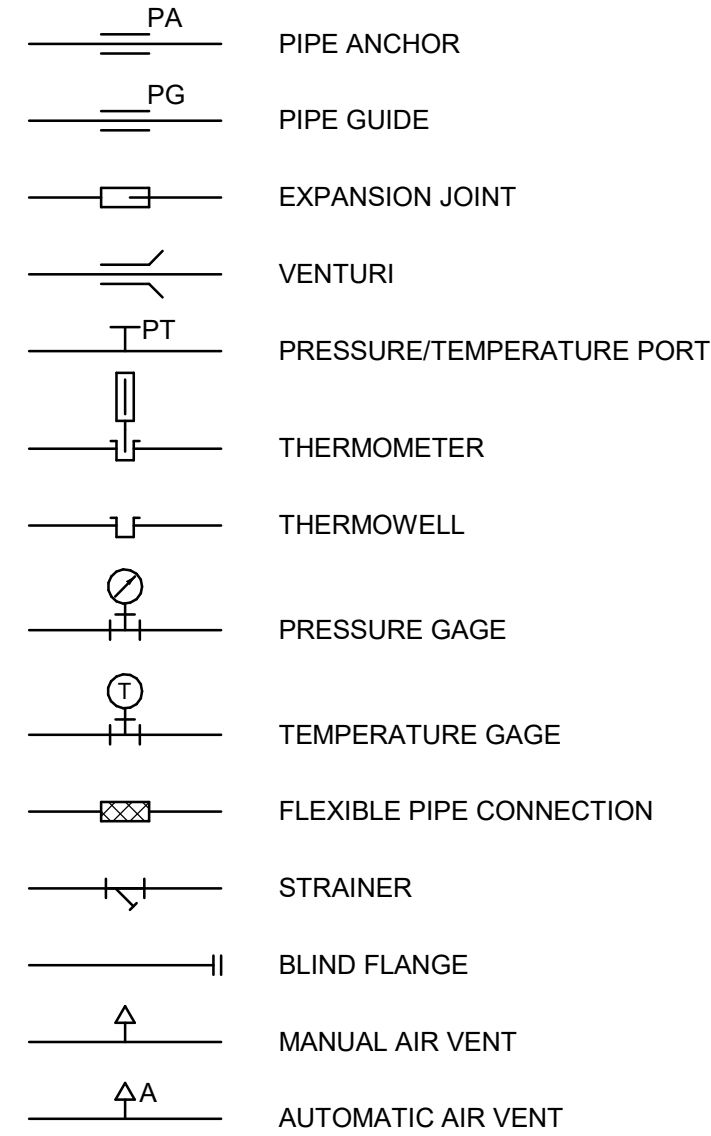 PA
PIPE ANCHOR
PG
PIPE GUIDE
EXPANSION JOINT
VENTURI
PT
PRESSURE/TEMPERATURE PORT
THERMOMETER
THERMOWELL
PRESSURE GAGE
T
TEMPERATURE GAGE
FLEXIBLE PIPE CONNECTION
STRAINER
BLIND FLANGE
MANUAL AIR VENT
A
AUTOMATIC AIR VENT